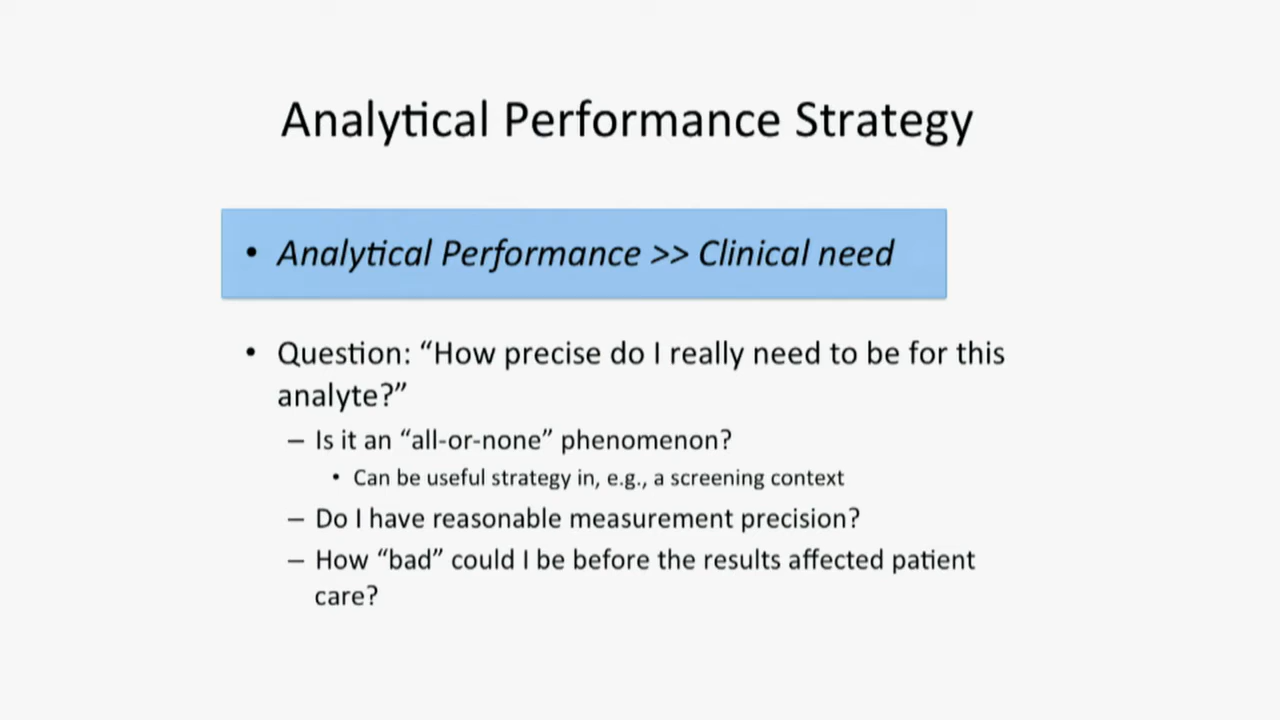 Analytical Performance Strategy
• Analytical Performance >> Clinical need
• Question: “How precise do I really need to be for this
analyte?”
– Is it an “all-or-none” phenomenon?
• Can be useful strategy in, e.g., a screening context
– Do I have reasonable measurement precision?
– How “bad” could I be before the results affected patient
care?